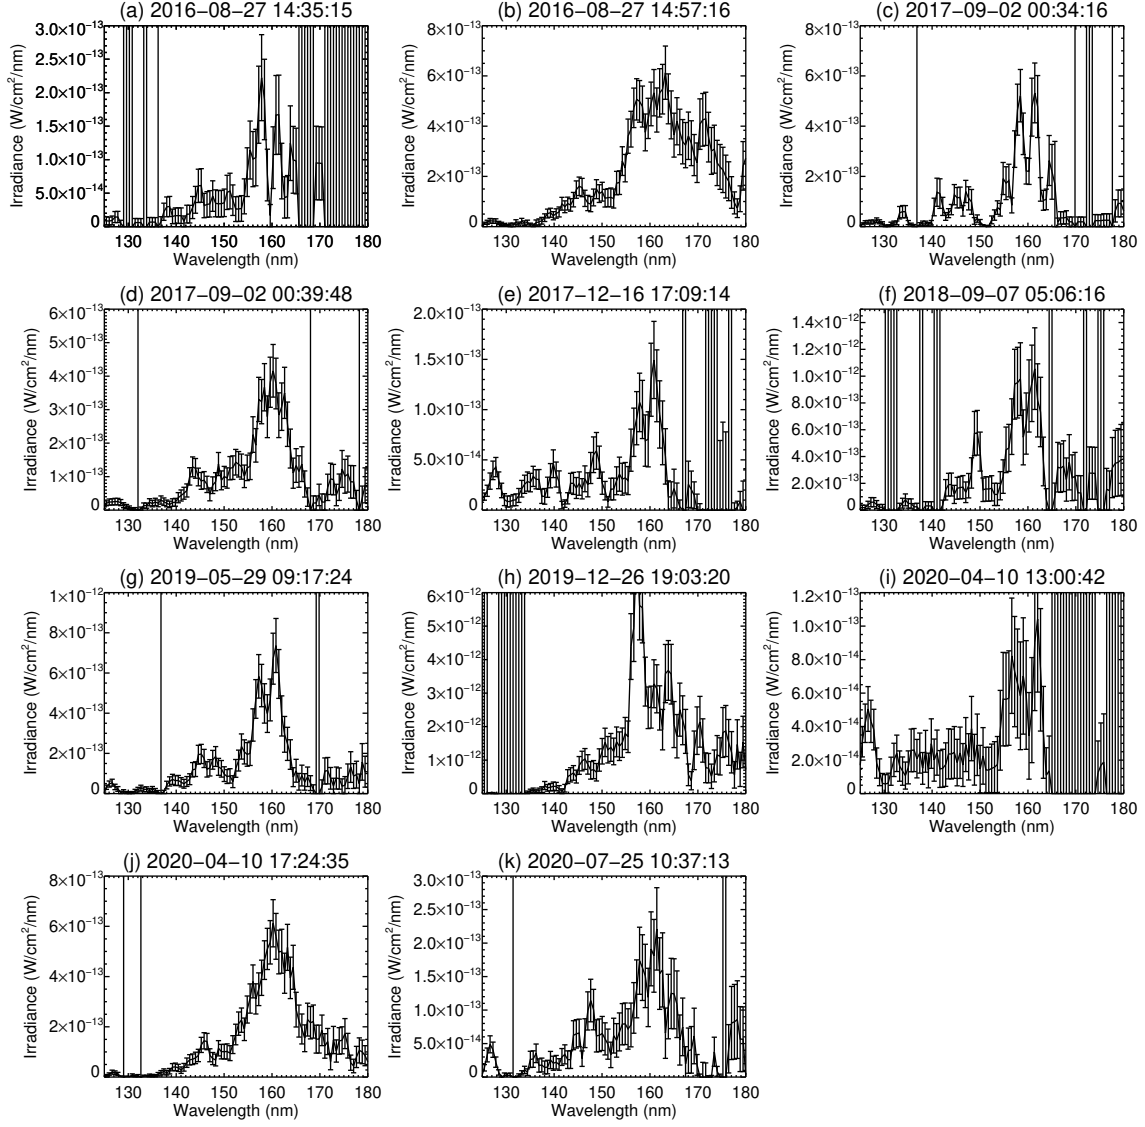 (a) 2016−08−27 14:35:15
Irradiance (W/cm²/nm)
3.0×10⁻¹³
2.5×10⁻¹³
2.0×10⁻¹³
1.5×10⁻¹³
1.0×10⁻¹³
5.0×10⁻¹⁴
0
130 140 150 160 170 180
Wavelength (nm)
(b) 2016−08−27 14:57:16
Irradiance (W/cm²/nm)
8×10⁻¹³
6×10⁻¹³
4×10⁻¹³
2×10⁻¹³
0
130 140 150 160 170 180
Wavelength (nm)
(c) 2017−09−02 00:34:16
Irradiance (W/cm²/nm)
8×10⁻¹³
6×10⁻¹³
4×10⁻¹³
2×10⁻¹³
0
130 140 150 160 170 180
Wavelength (nm)
(d) 2017−09−02 00:39:48
Irradiance (W/cm²/nm)
6×10⁻¹³
5×10⁻¹³
4×10⁻¹³
3×10⁻¹³
2×10⁻¹³
1×10⁻¹³
0
130 140 150 160 170 180
Wavelength (nm)
(e) 2017−12−16 17:09:14
Irradiance (W/cm²/nm)
2.0×10⁻¹³
1.5×10⁻¹³
1.0×10⁻¹³
5.0×10⁻¹⁴
0
130 140 150 160 170 180
Wavelength (nm)
(f) 2018−09−07 05:06:16
Irradiance (W/cm²/nm)
1.4×10⁻¹²
1.2×10⁻¹²
1.0×10⁻¹²
8.0×10⁻¹³
6.0×10⁻¹³
4.0×10⁻¹³
2.0×10⁻¹³
0
130 140 150 160 170 180
Wavelength (nm)
(g) 2019−05−29 09:17:24
Irradiance (W/cm²/nm)
1×10⁻¹²
8×10⁻¹³
6×10⁻¹³
4×10⁻¹³
2×10⁻¹³
0
130 140 150 160 170 180
Wavelength (nm)
(h) 2019−12−26 19:03:20
Irradiance (W/cm²/nm)
6×10⁻¹²
5×10⁻¹²
4×10⁻¹²
3×10⁻¹²
2×10⁻¹²
1×10⁻¹²
0
130 140 150 160 170 180
Wavelength (nm)
(i) 2020−04−10 13:00:42
Irradiance (W/cm²/nm)
1.2×10⁻¹³
1.0×10⁻¹³
8.0×10⁻¹⁴
6.0×10⁻¹⁴
4.0×10⁻¹⁴
2.0×10⁻¹⁴
0
130 140 150 160 170 180
Wavelength (nm)
(j) 2020−04−10 17:24:35
Irradiance (W/cm²/nm)
8×10⁻¹³
6×10⁻¹³
4×10⁻¹³
2×10⁻¹³
0
130 140 150 160 170 180
Wavelength (nm)
(k) 2020−07−25 10:37:13
Irradiance (W/cm²/nm)
3.0×10⁻¹³
2.5×10⁻¹³
2.0×10⁻¹³
1.5×10⁻¹³
1.0×10⁻¹³
5.0×10⁻¹⁴
0
130 140 150 160 170 180
Wavelength (nm)